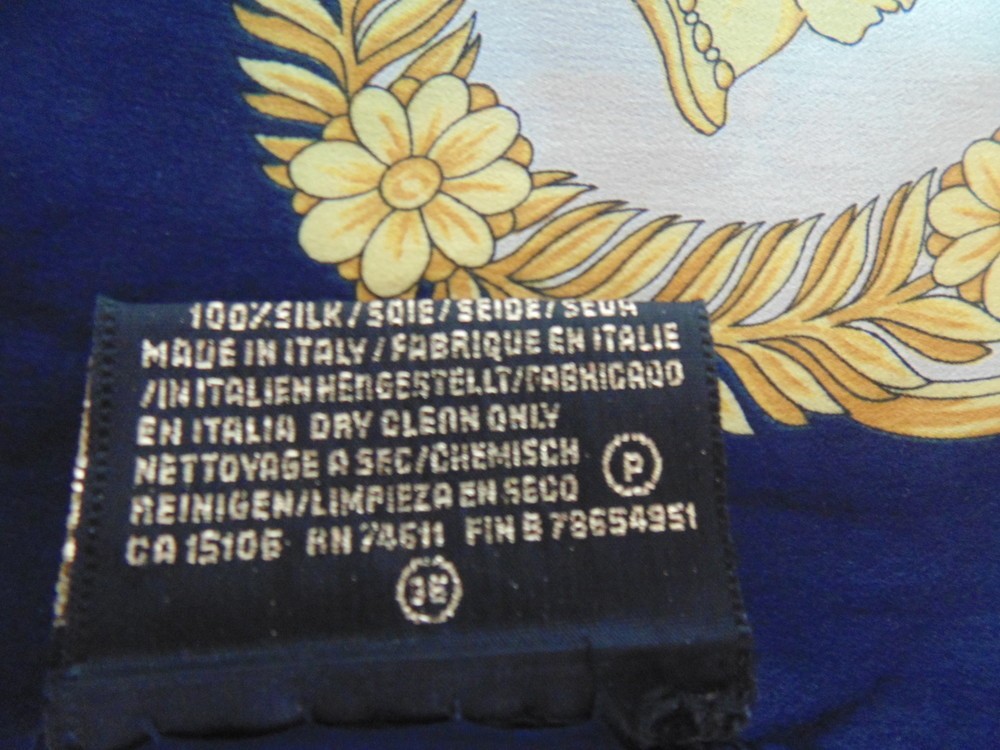 100% SILK/SOIE/SEIDE/SEDA
MADE IN ITALY/FABRIQUE EN ITALIE
/IN ITALIEN HERGESTELLT/FABRICADO
EN ITALIA DRY CLEAN ONLY
NETTOYAGE A SEC/CHEMISCH
REINIGEN/LIMPIEZA EN SECO
P
CA 15106 RN 74611 FIN B 78654951